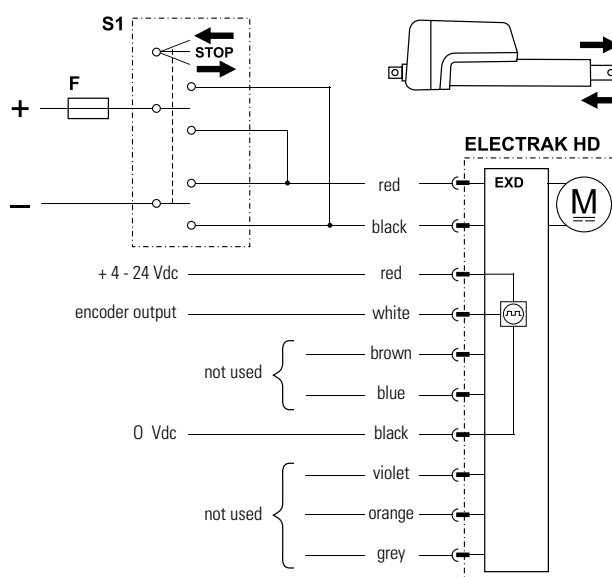 S1
STOP
F
+
–
ELECTRAK HD
EXD
M
red
black
+ 4 - 24 Vdc red
encoder output white
not used
brown
blue
0 Vdc black
not used
violet
orange
grey